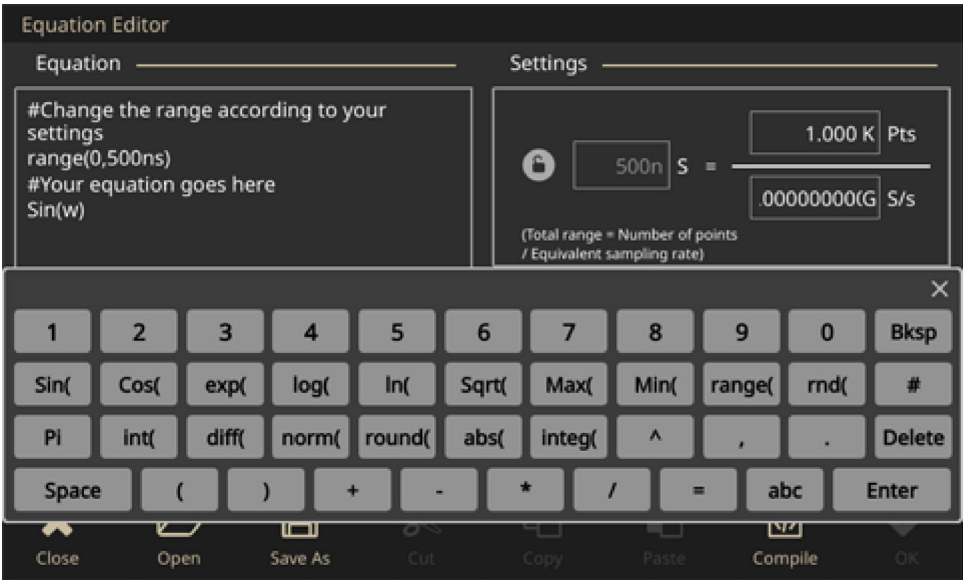 Equation Editor
Equation
Settings
#Change the range according to your
settings
range(0,500ns)
#Your equation goes here
Sin(w)
1.000 K Pts
500n S =
.00000000(G S/s
(Total range = Number of points
/ Equivalent sampling rate)
1 2 3 4 5 6 7 8 9 0 Bksp
Sin( Cos( exp( log( ln( Sqrt( Max( Min( range( rnd( #
Pi int( diff( norm( round( abs( integ( ^ , . Delete
Space ( ) + - * / = abc Enter
Close Open Save As Cut Copy Paste Compile OK